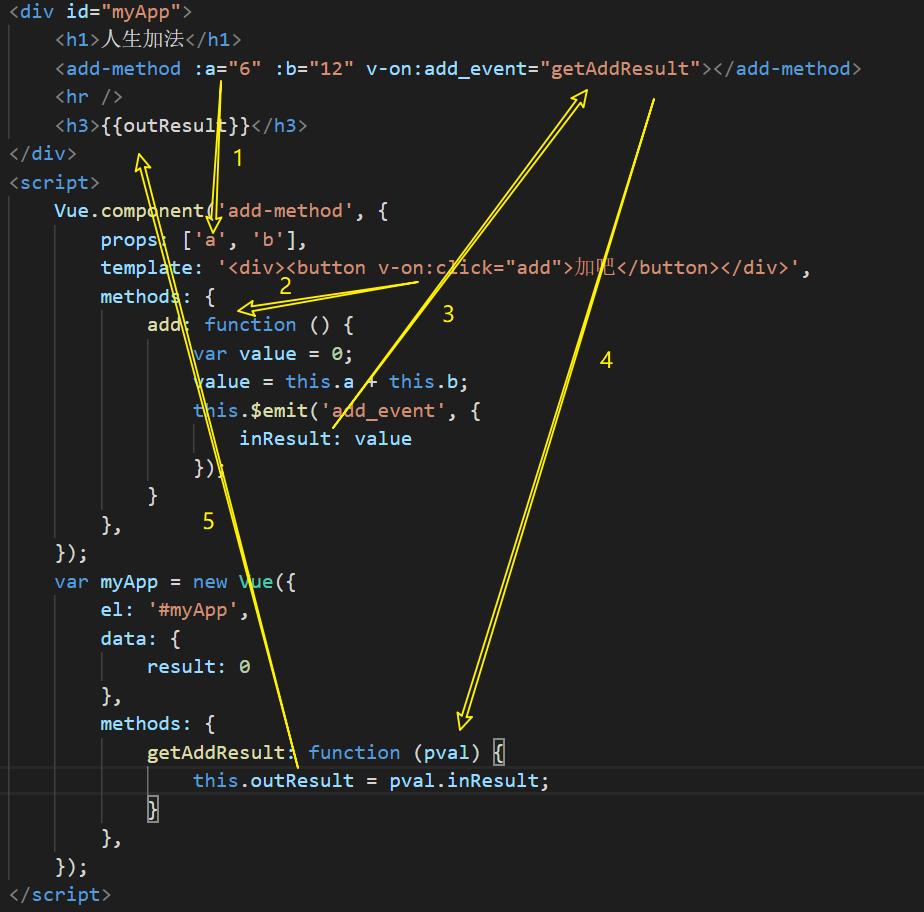 <div id="myApp">
<h1>人生加法</h1>
<add-method :a="6" :b="12" v-on:add_event="getAddResult"></add-method>
<hr />
<h3>{{outResult}}</h3>
</div>
1
<script>
Vue.component('add-method', {
props: ['a', 'b'],
template: '<div><button v-on:click="add">加吧</button></div>',
2
methods: {
3
add: function () {
var value = 0;
4
value = this.a + this.b;
this.$emit('add_event', {
inResult: value
});
}
5
},
});
var myApp = new Vue({
el: '#myApp',
data: {
result: 0
},
methods: {
getAddResult: function (pval) {
this.outResult = pval.inResult;
}
},
});
</script>